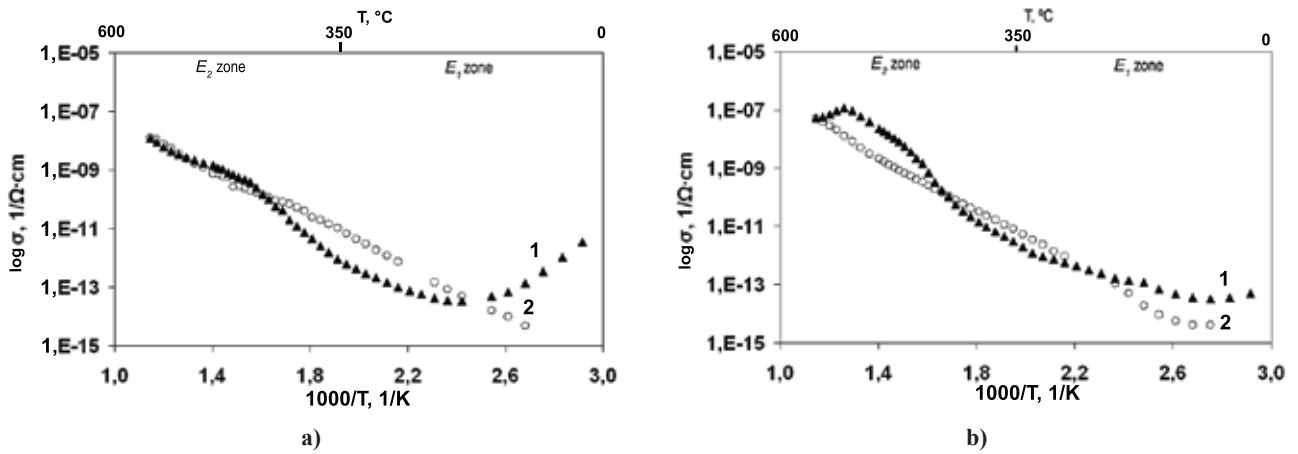 T, °C
600 350 0
E2 zone E1 zone
1,E-05
1,E-07
1,E-09
1,E-11
1,E-13
1,E-15
log σ, 1/Ω·cm
1
2
1,0 1,4 1,8 2,2 2,6 3,0
1000/T, 1/K
a)
T, ºC
600 350 0
E2 zone E1 zone
1,E-05
1,E-07
1,E-09
1,E-11
1,E-13
1,E-15
log σ, 1/Ω·cm
1
2
1,0 1,4 1,8 2,2 2,6 3,0
1000/T, 1/K
b)